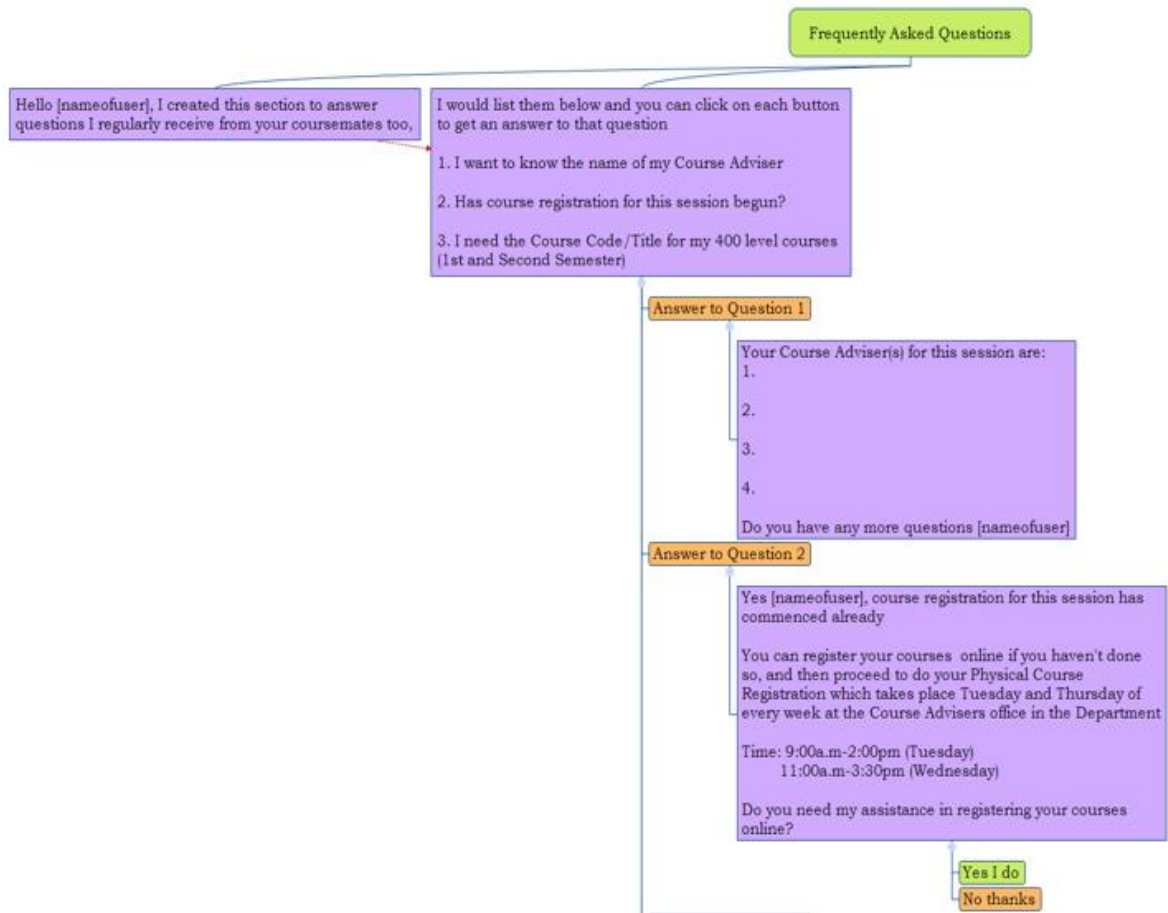 Frequently Asked Questions
Hello [nameofuser], I created this section to answer
questions I regularly receive from your coursemates too,
I would list them below and you can click on each button
to get an answer to that question
1. I want to know the name of my Course Adviser
2. Has course registration for this session begun?
3. I need the Course Code/Title for my 400 level courses
(1st and Second Semester)
Answer to Question 1
Your Course Adviser(s) for this session are:
1.
2.
3.
4.
Do you have any more questions [nameofuser]
Answer to Question 2
Yes [nameofuser], course registration for this session has
commenced already
You can register your courses online if you haven't done
so, and then proceed to do your Physical Course
Registration which takes place Tuesday and Thursday of
every week at the Course Advisers office in the Department
Time: 9:00a.m-2:00pm (Tuesday)
11:00a.m-3:30pm (Wednesday)
Do you need my assistance in registering your courses
online?
Yes I do
No thanks